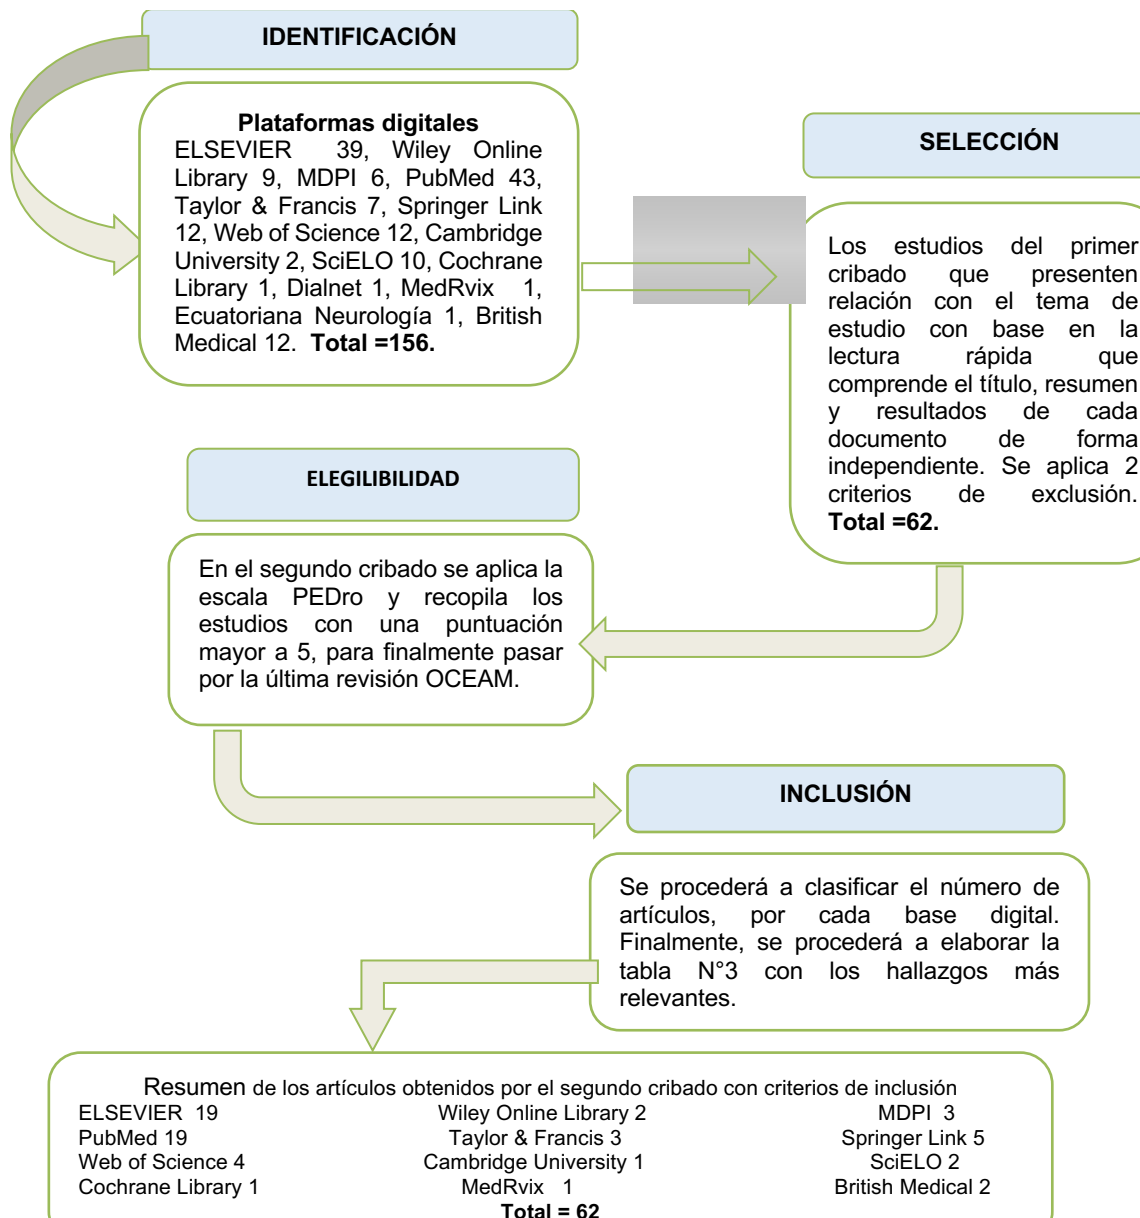 IDENTIFICACIÓN
Plataformas digitales
ELSEVIER 39, Wiley Online
Library 9, MDPI 6, PubMed 43,
Taylor & Francis 7, Springer Link
12, Web of Science 12, Cambridge
University 2, SciELO 10, Cochrane
Library 1, Dialnet 1, MedRvix 1,
Ecuatoriana Neurología 1, British
Medical 12. Total =156.
SELECCIÓN
Los estudios del primer
cribado que presenten
relación con el tema de
estudio con base en la
lectura rápida que
comprende el título, resumen
y resultados de cada
documento de forma
independiente. Se aplica 2
criterios de exclusión.
Total =62.
ELEGILIBILIDAD
En el segundo cribado se aplica la
escala PEDro y recopila los
estudios con una puntuación
mayor a 5, para finalmente pasar
por la última revisión OCEAM.
INCLUSIÓN
Se procederá a clasificar el número de
artículos, por cada base digital.
Finalmente, se procederá a elaborar la
tabla N°3 con los hallazgos más
relevantes.
Resumen de los artículos obtenidos por el segundo cribado con criterios de inclusión
ELSEVIER 19 Wiley Online Library 2 MDPI 3
PubMed 19 Taylor & Francis 3 Springer Link 5
Web of Science 4 Cambridge University 1 SciELO 2
Cochrane Library 1 MedRvix 1 British Medical 2
Total = 62